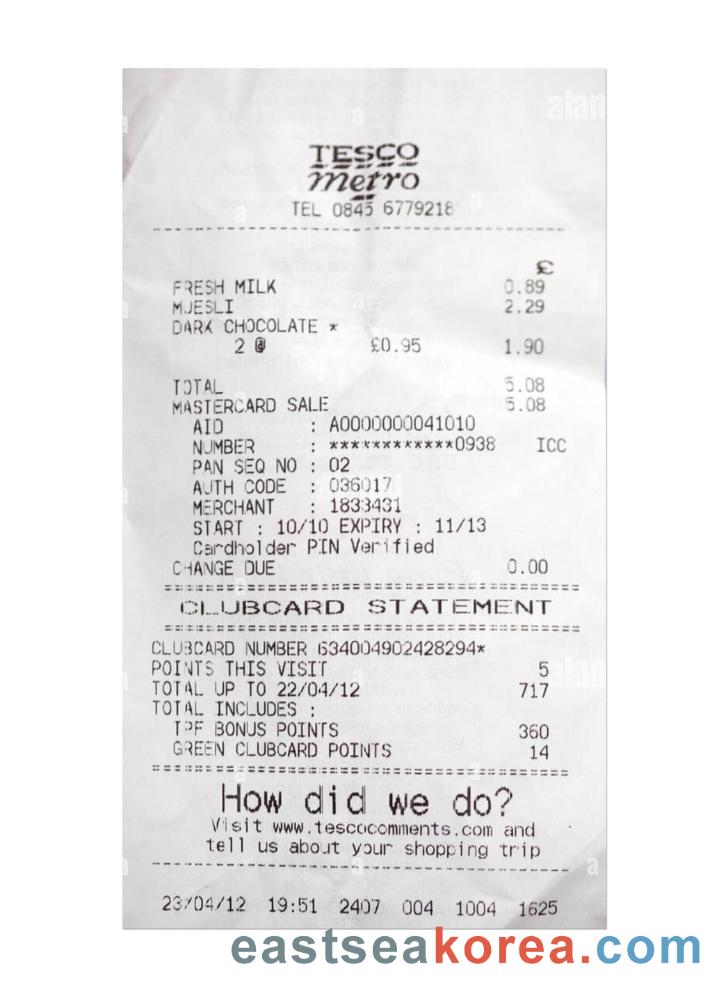 TESCO
metro
TEL 0845 6779218
£
FRESH MILK 0.89
MUESLI 2.29
DARK CHOCOLATE *
2 @ £0.95 1.90
TOTAL 5.08
MASTERCARD SALE 5.08
AID : A0000000041010
NUMBER : ************0938 ICC
PAN SEQ NO : 02
AUTH CODE : 036017
MERCHANT : 1833431
START : 10/10 EXPIRY : 11/13
Cardholder PIN Verified
CHANGE DUE 0.00
CLUBCARD STATEMENT
CLUBCARD NUMBER 634004902428294*
POINTS THIS VISIT 5
TOTAL UP TO 22/04/12 717
TOTAL INCLUDES :
TPF BONUS POINTS 360
GREEN CLUBCARD POINTS 14
How did we do?
Visit www.tescocomments.com and
tell us about your shopping trip
23/04/12 19:51 2407 004 1004 1625
eastseakorea.com